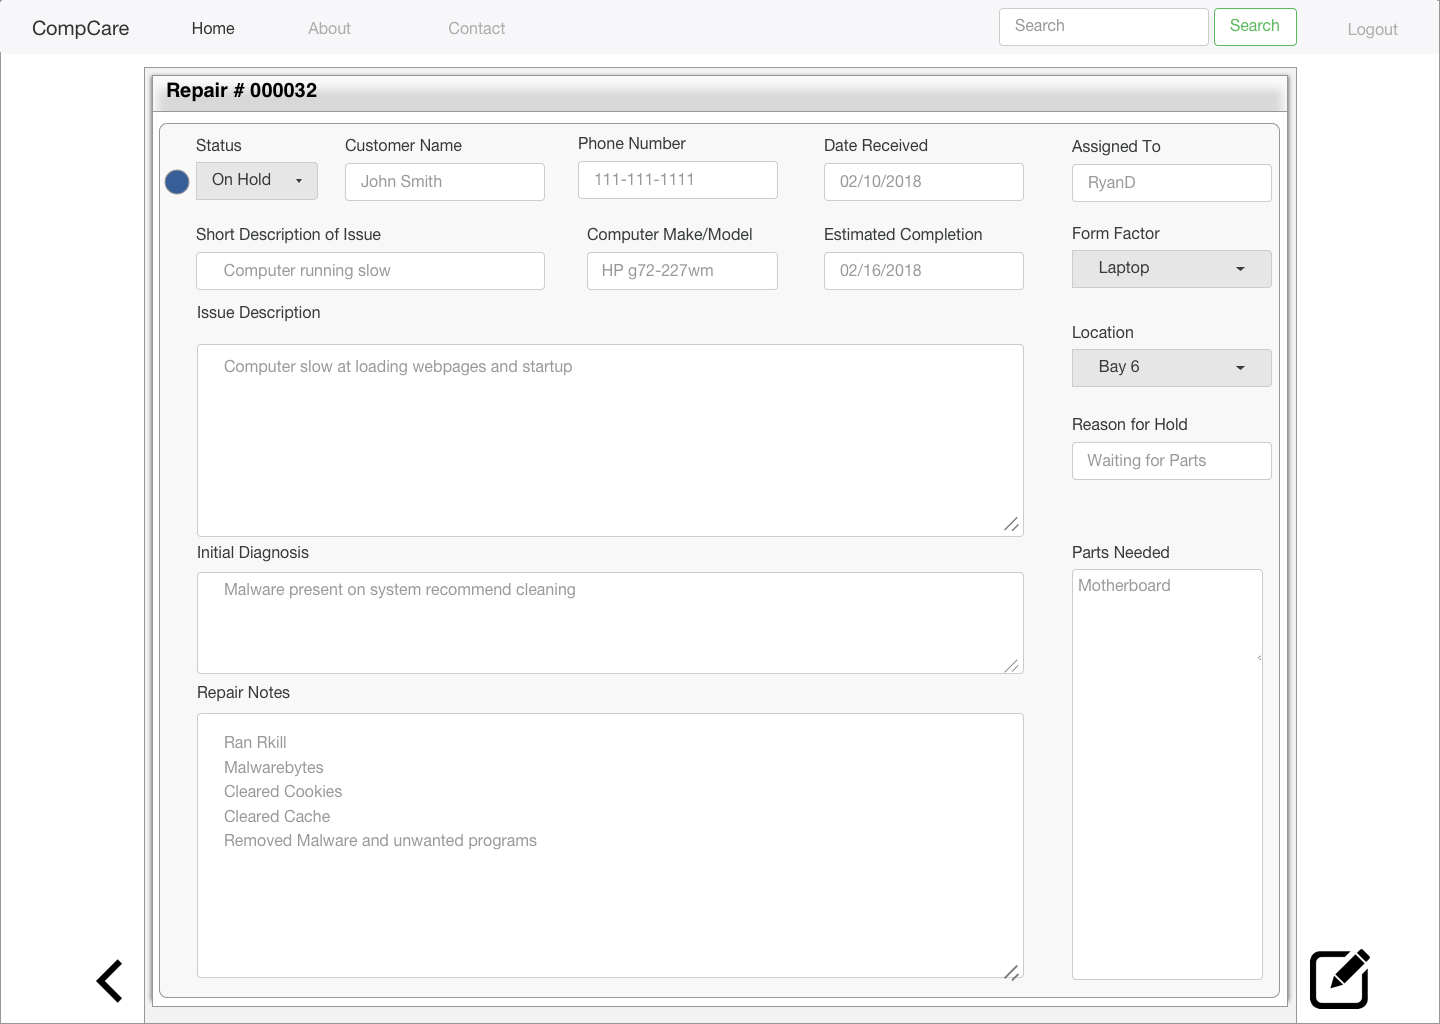 CompCare Home About Contact Search Search Logout
Repair # 000032
Status Customer Name Phone Number Date Received Assigned To
On Hold John Smith 111-111-1111 02/10/2018 RyanD
Short Description of Issue Computer Make/Model Estimated Completion Form Factor
Computer running slow HP g72-227wm 02/16/2018 Laptop
Issue Description
Location
Computer slow at loading webpages and startup Bay 6
Reason for Hold
Waiting for Parts
Initial Diagnosis Parts Needed
Malware present on system recommend cleaning Motherboard
Repair Notes
Ran Rkill
Malwarebytes
Cleared Cookies
Cleared Cache
Removed Malware and unwanted programs